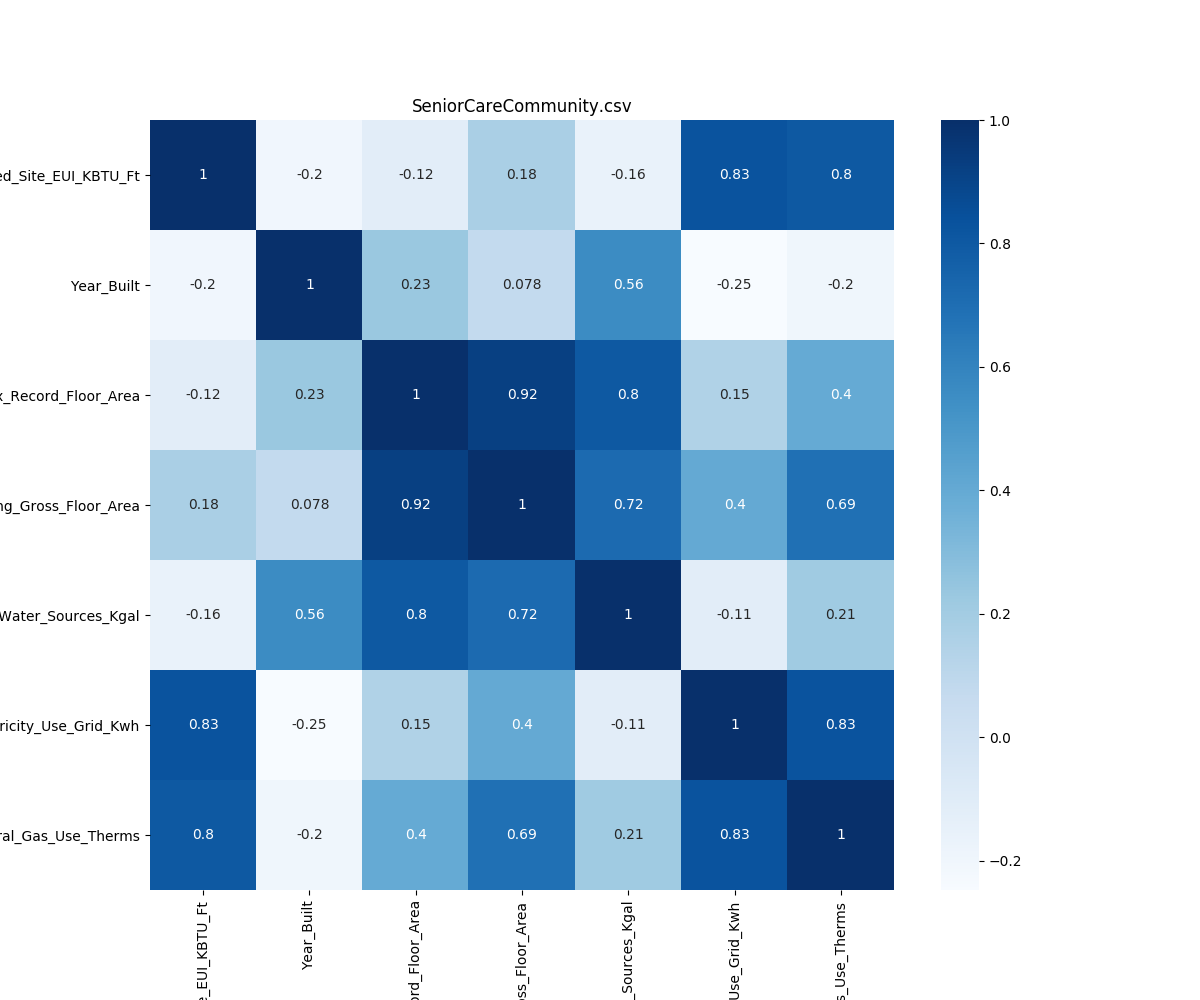 SeniorCareCommunity.csv
ed_Site_EUI_KBTU_Ft 1 -0.2 -0.12 0.18 -0.16 0.83 0.8
Year_Built -0.2 1 0.23 0.078 0.56 -0.25 -0.2
x_Record_Floor_Area -0.12 0.23 1 0.92 0.8 0.15 0.4
ng_Gross_Floor_Area 0.18 0.078 0.92 1 0.72 0.4 0.69
Water_Sources_Kgal -0.16 0.56 0.8 0.72 1 -0.11 0.21
ricity_Use_Grid_Kwh 0.83 -0.25 0.15 0.4 -0.11 1 0.83
ral_Gas_Use_Therms 0.8 -0.2 0.4 0.69 0.21 0.83 1
e_EUI_KBTU_Ft
Year_Built
ord_Floor_Area
oss_Floor_Area
_Sources_Kgal
Use_Grid_Kwh
s_Use_Therms
1.0
0.8
0.6
0.4
0.2
0.0
−0.2